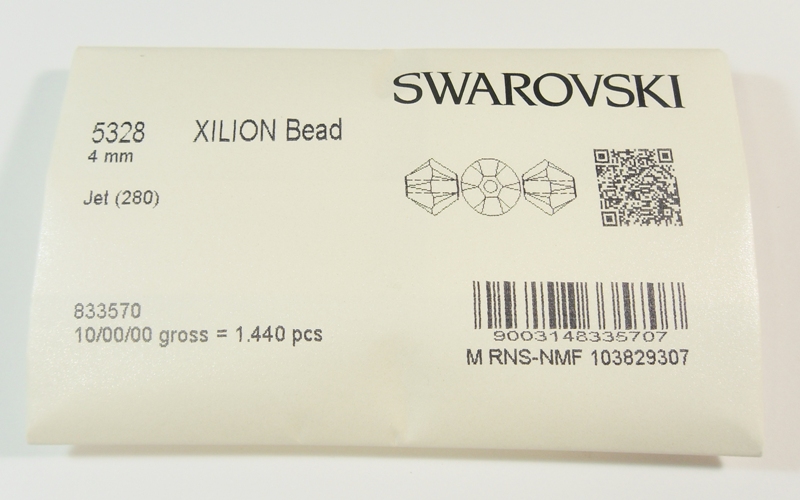 SWAROVSKI
5328 XILION Bead
4 mm
Jet (280)
833570
10/00/00 gross = 1.440 pcs
9003148335707
M RNS-NMF 103829307